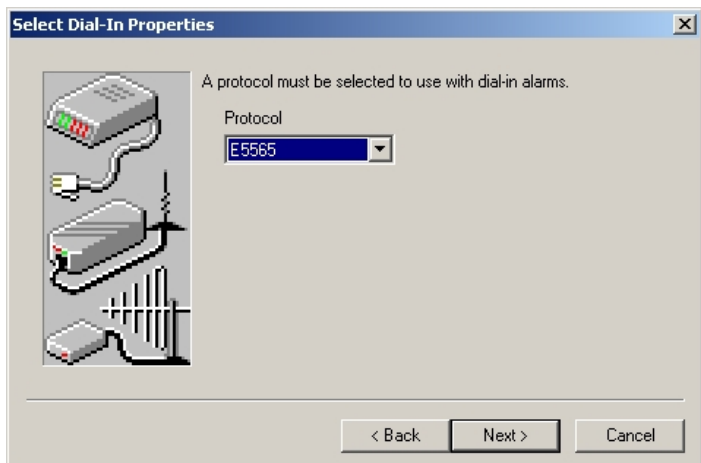 Select Dial-In Properties
A protocol must be selected to use with dial-in alarms.
Protocol
E5565
< Back
Next >
Cancel